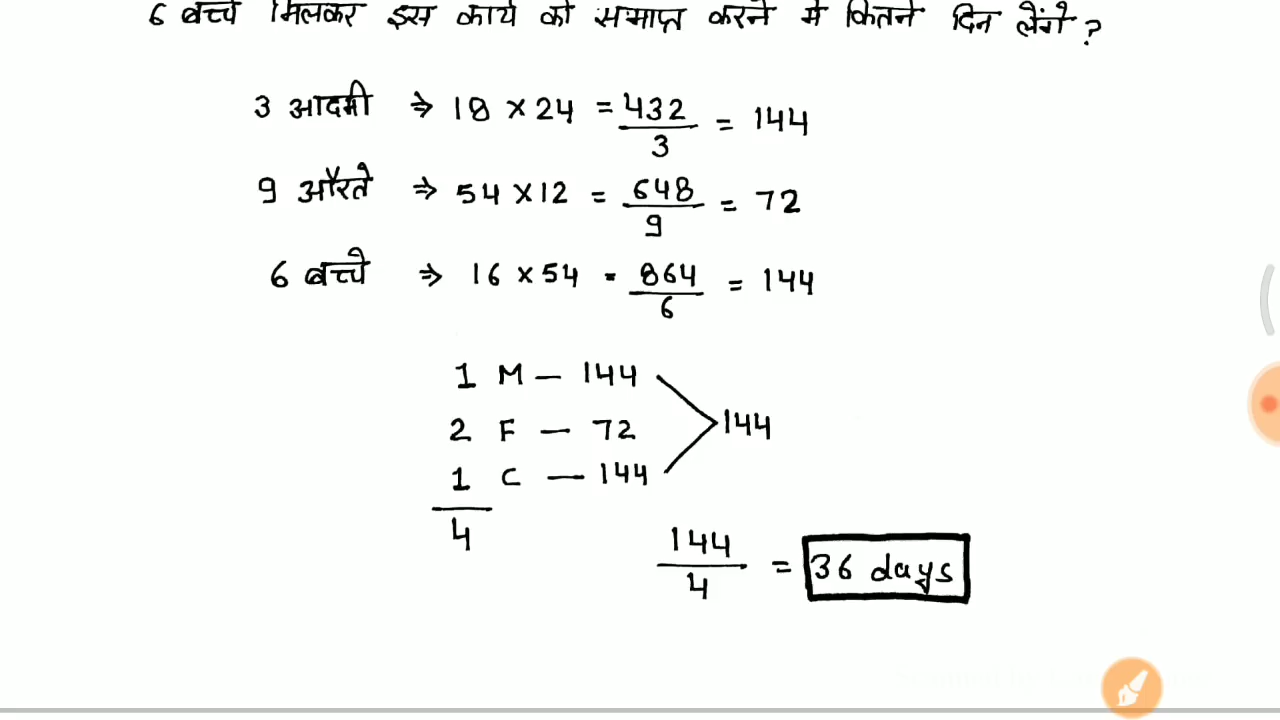 6 बच्चे मिलकर इस कार्य को समाप्त करने में कितने दिन लेंगे ?
3 आदमी ⇒ 18 × 24 = 432/3 = 144
9 औरते ⇒ 54 × 12 = 648/9 = 72
6 बच्चे ⇒ 16 × 54 = 864/6 = 144
1 M — 144
2 F — 72
144
1 C — 144
4
144/4 = 36 days